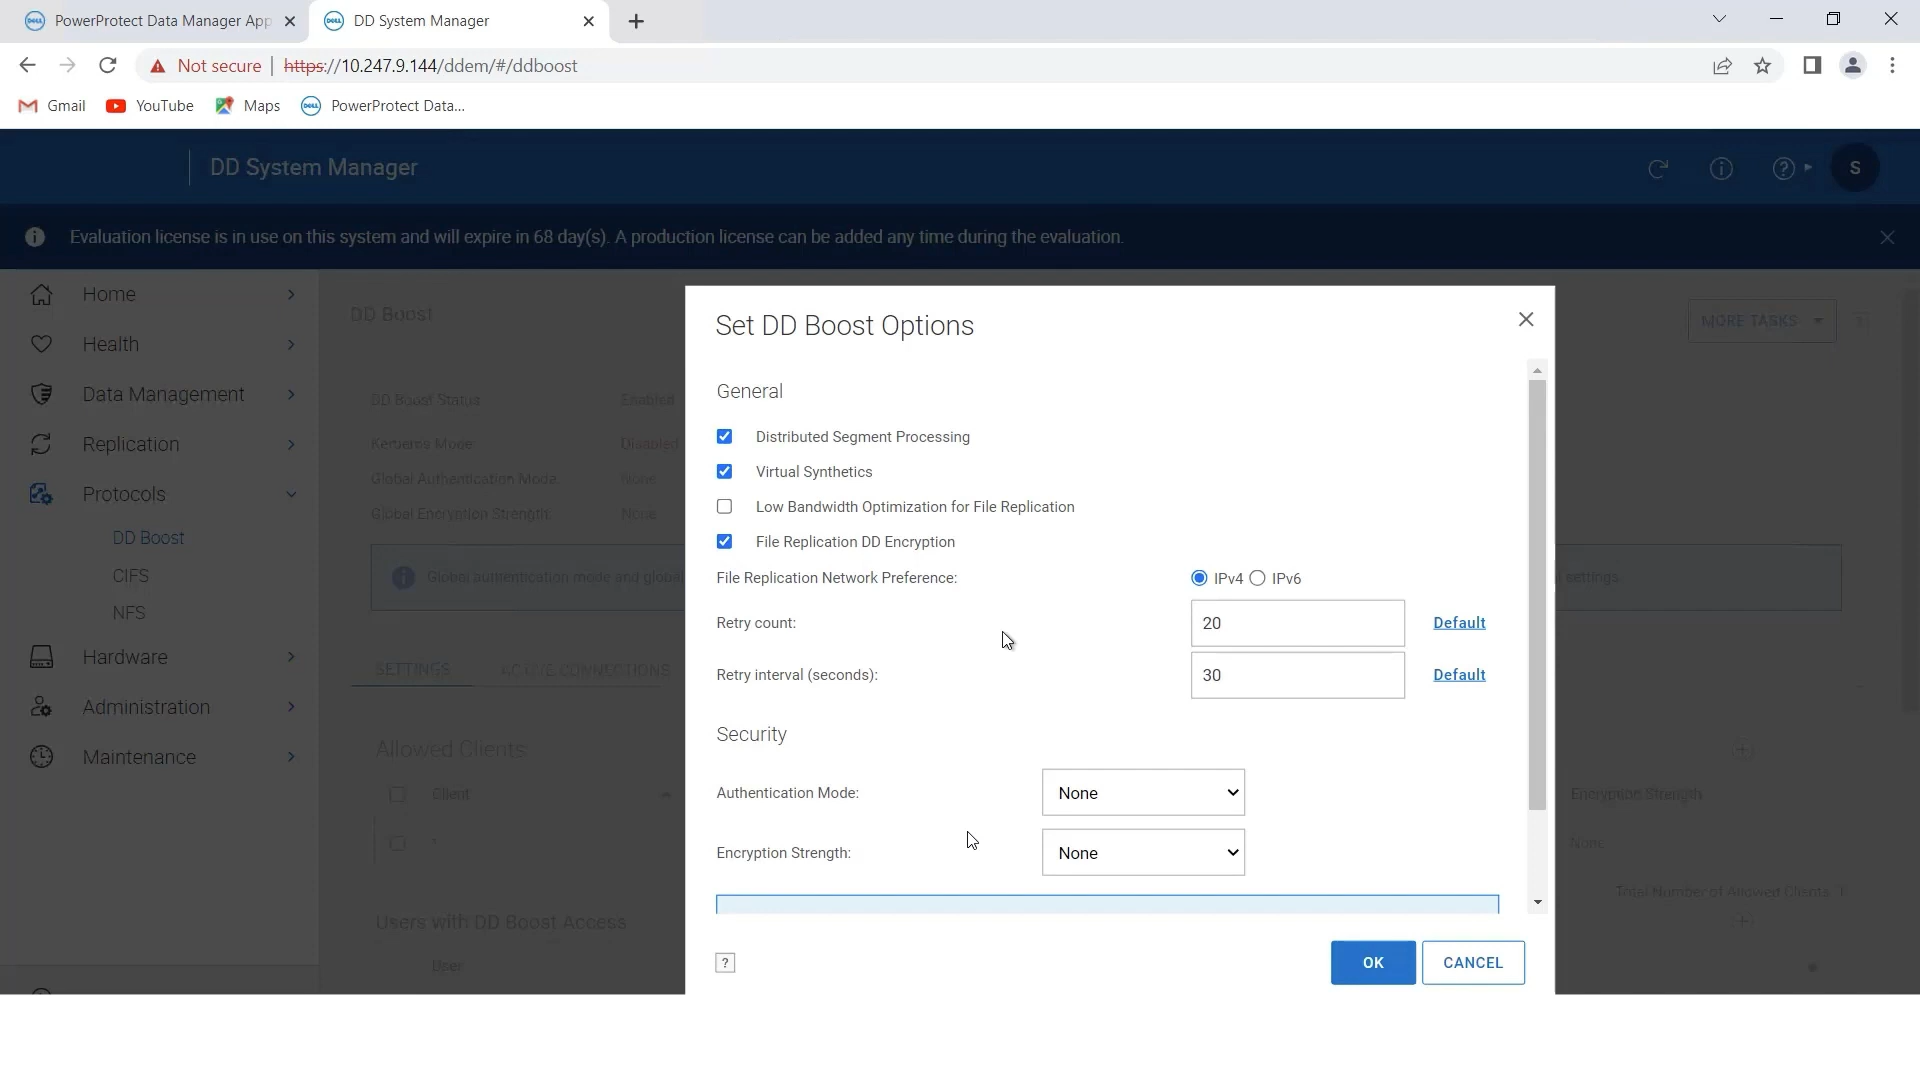 PowerProtect Data Manager App
DD System Manager
Not secure
https://10.247.9.144/ddem/#/ddboost
Gmail
YouTube
Maps
PowerProtect Data...
DD System Manager
S
Evaluation license is in use on this system and will expire in 68 day(s). A production license can be added any time during the evaluation.
Home
Health
Data Management
Replication
Protocols
DD Boost
CIFS
NFS
Hardware
Administration
Maintenance
DD Boost
MORE TASKS
DD Boost Status
Enabled
Kerberos Mode
Disabled
Global Authentication Mode
None
Global Encryption Strength
None
Global authentication mode and global
settings
SETTINGS
ACTIVE CONNECTIONS
Allowed Clients
Client
*
Encryption Strength
None
Total Number of Allowed Clients: 1
Users with DD Boost Access
User
Set DD Boost Options
General
Distributed Segment Processing
Virtual Synthetics
Low Bandwidth Optimization for File Replication
File Replication DD Encryption
File Replication Network Preference:
IPv4
IPv6
Retry count:
20
Default
Retry interval (seconds):
30
Default
Security
Authentication Mode:
None
Encryption Strength:
None
?
OK
CANCEL